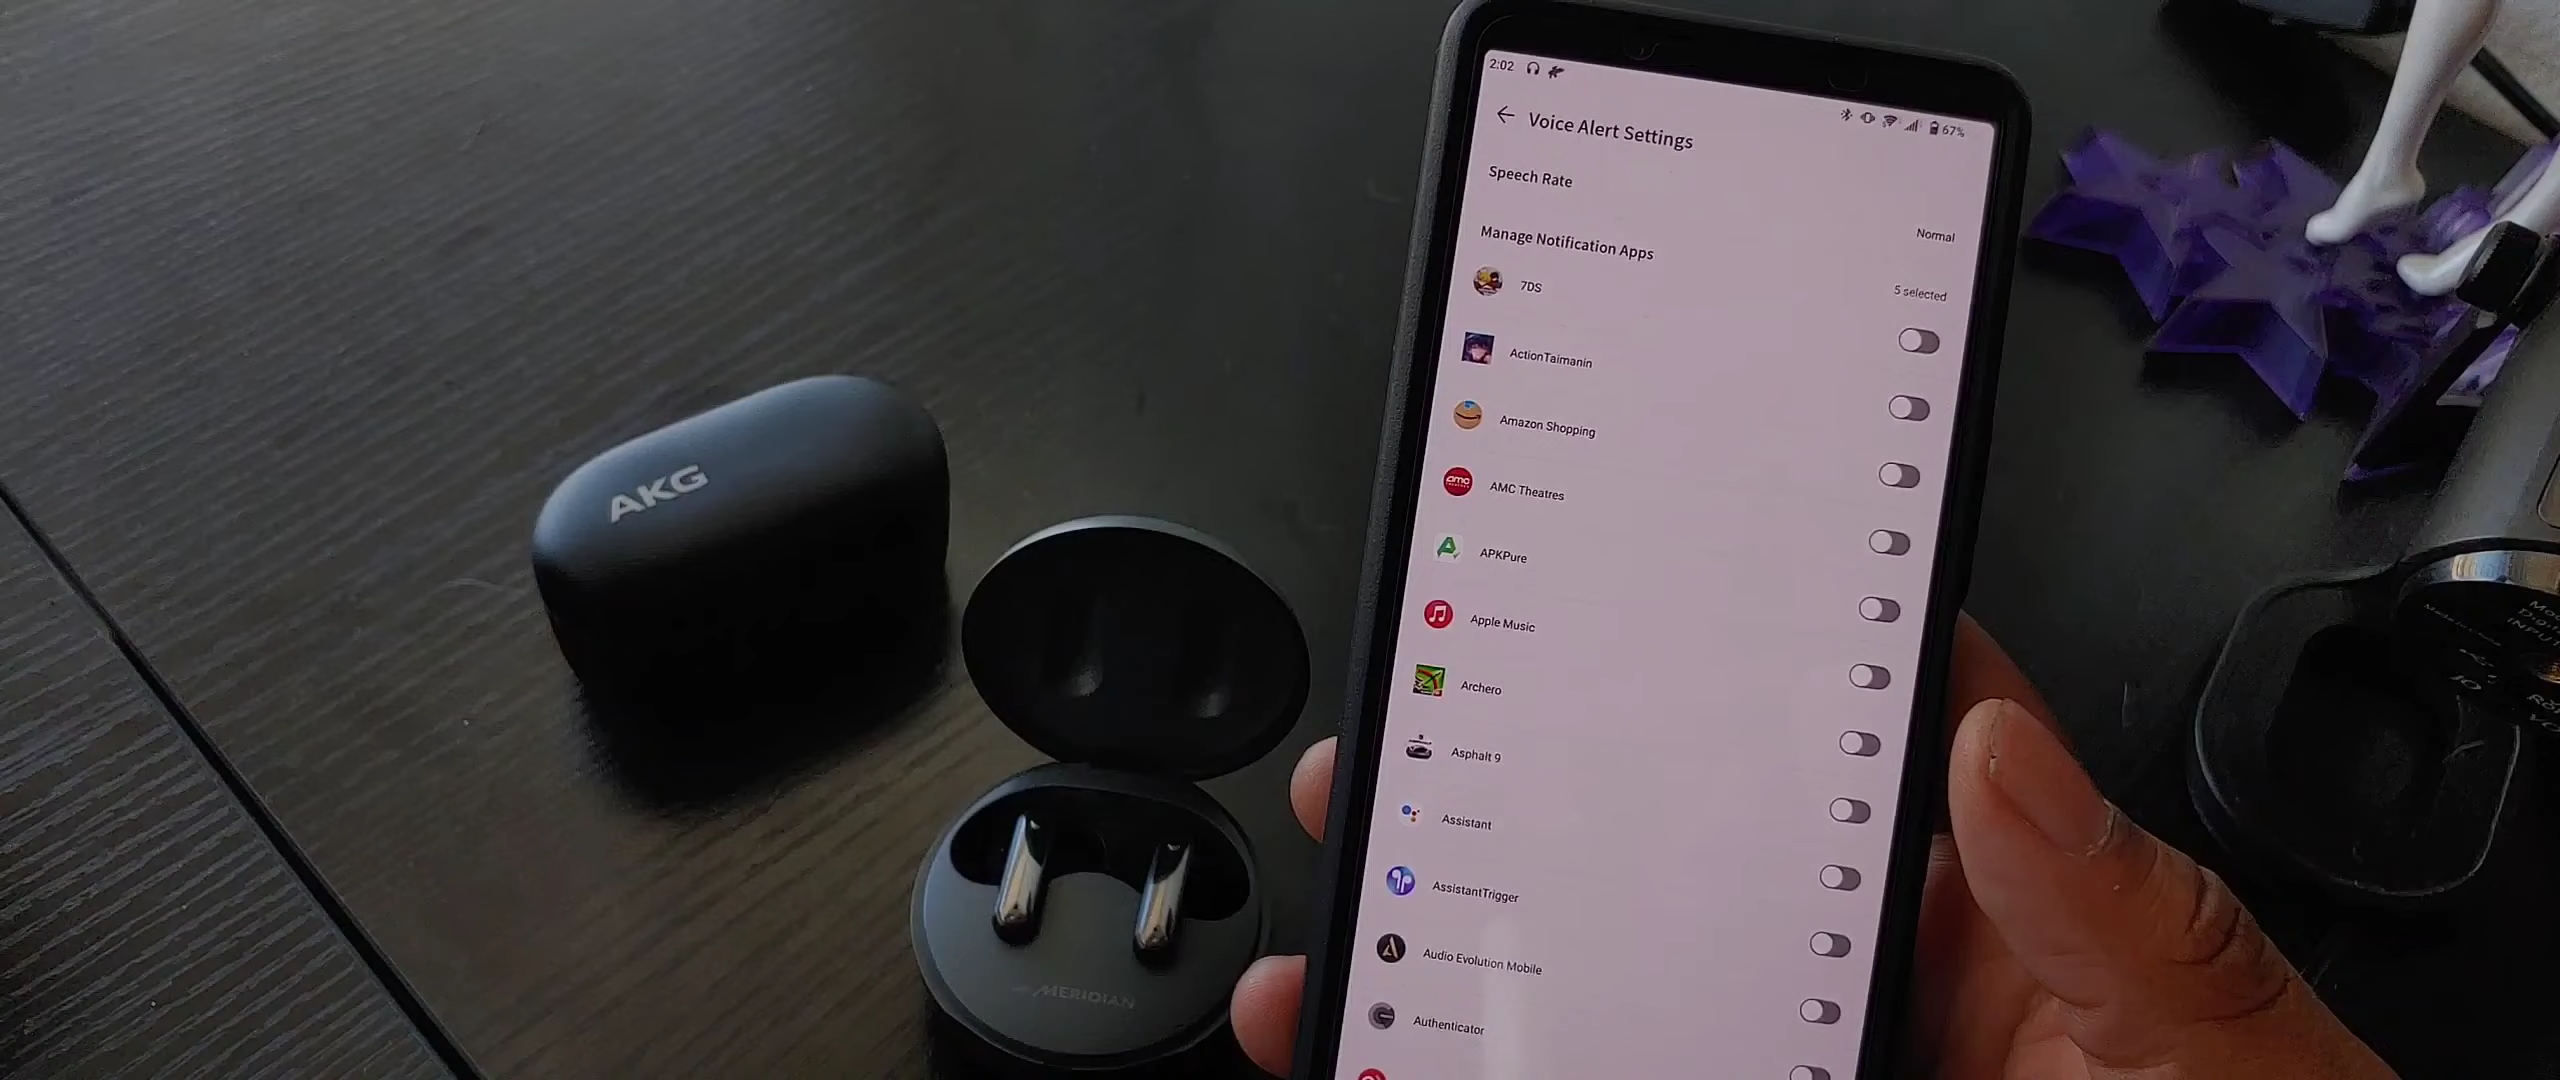 2:02
67%
Voice Alert Settings
Speech Rate
Normal
Manage Notification Apps
5 selected
7DS
ActionTaimanin
Amazon Shopping
amc
AMC Theatres
APKPure
Apple Music
Archero
Asphalt 9
Assistant
AssistantTrigger
Audio Evolution Mobile
Authenticator
AKG
MERIDIAN